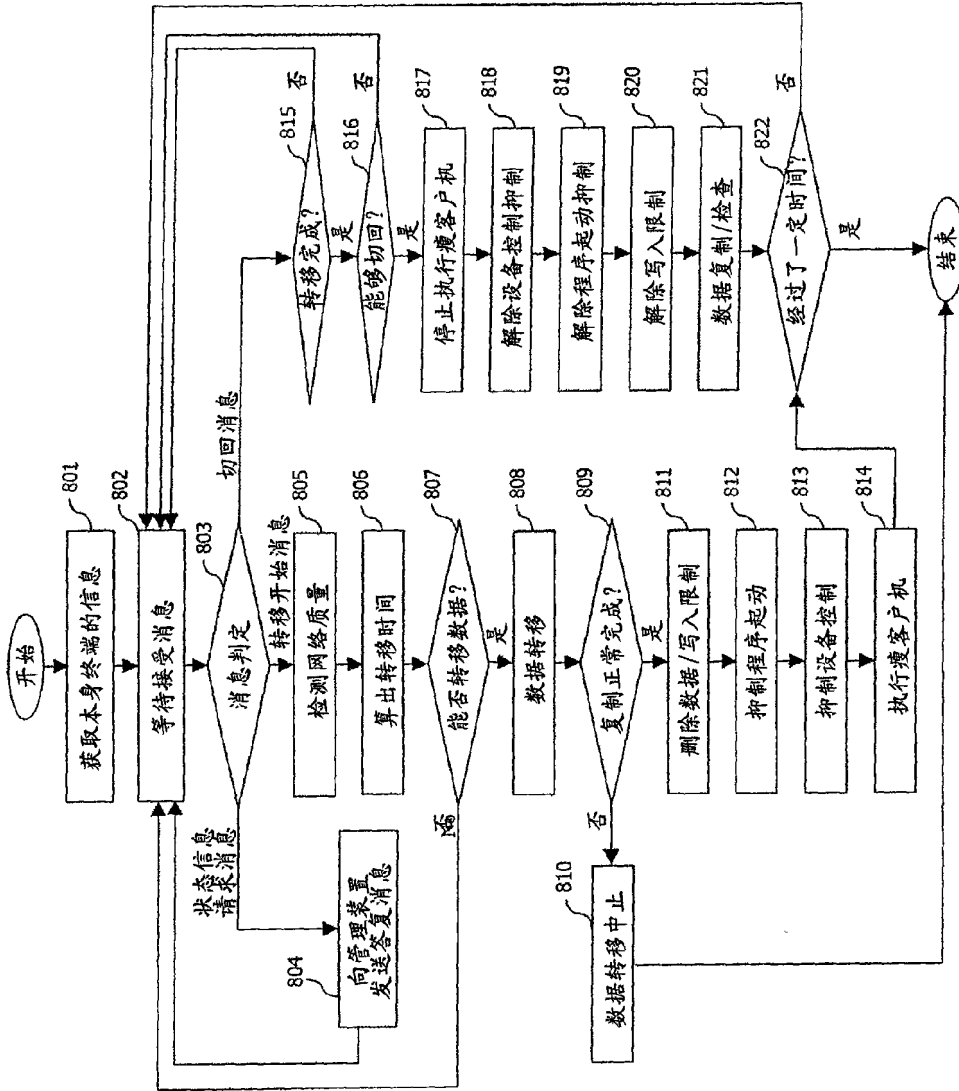 开始
801
获取本身终端的信息
802
等待接受消息
803
消息判定
状态信息
请求消息
转移开始消息
切回消息
804
向管理装置
发送答复消息
805
检测网络质量
806
算出转移时间
807
能否转移数据?
否
是
808
数据转移
809
复制正常完成?
否
是
810
数据转移中止
811
删除数据/写入限制
812
抑制程序起动
813
抑制设备控制
814
执行瘦客户机
815
转移完成?
否
是
816
能够切回?
否
是
817
停止执行瘦客户机
818
解除设备控制抑制
819
解除程序起动抑制
820
解除写入限制
821
数据复制/检查
822
经过了一定时间?
否
是
结束